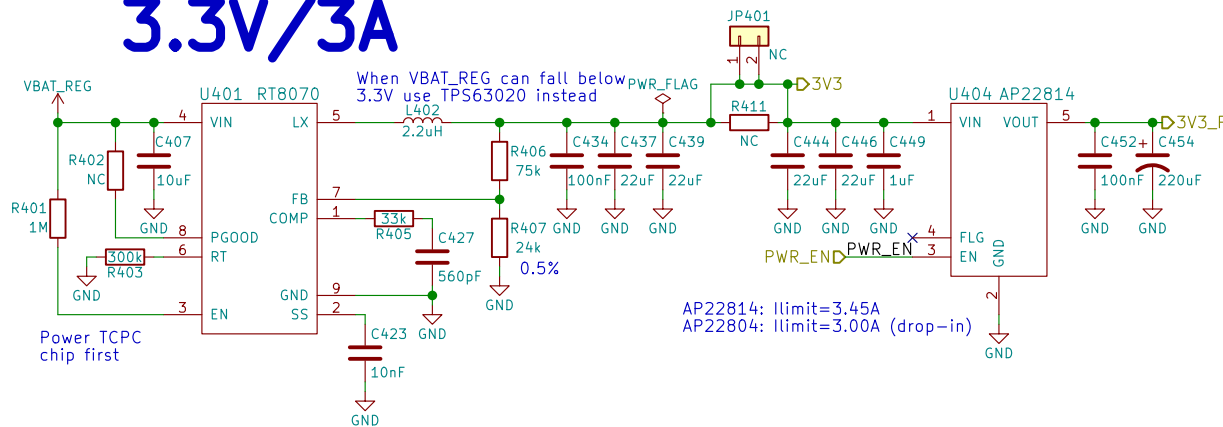 3.3V/3A
VBAT_REG
When VBAT_REG can fall below
3.3V use TPS63020 instead
PWR_FLAG
JP401
1
2
NC
3V3
U401 RT8070
4
VIN
LX
5
L402
2.2uH
R402
NC
C407
10uF
GND
R401
1M
8
PGOOD
6
RT
300k
R403
GND
3
EN
FB
7
COMP
1
33k
R405
C427
560pF
GND
9
SS
2
GND
C423
10nF
GND
Power TCPC
chip first
R406
75k
R407
24k
0.5%
GND
C434
100nF
GND
C437
22uF
GND
C439
22uF
GND
R411
NC
C444
22uF
GND
C446
22uF
GND
C449
1uF
GND
U404 AP22814
1
VIN
VOUT
5
4
FLG
3
EN
GND
2
GND
PWR_EN
PWR_EN
3V3_
C452
100nF
GND
+
C454
220uF
GND
AP22814: Ilimit=3.45A
AP22804: Ilimit=3.00A (drop-in)